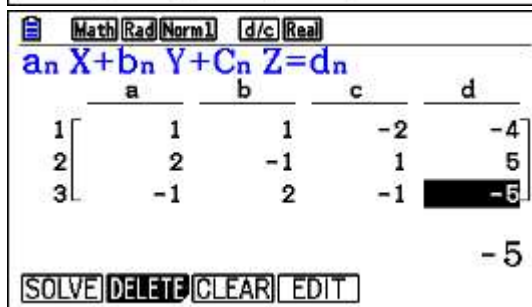 Math Rad Norm1 d/c Real
an X+bn Y+Cn Z=dn
a b c d
1 1 1 -2 -4
2 2 -1 1 5
3 -1 2 -1 -5
-5
SOLVE DELETE CLEAR EDIT